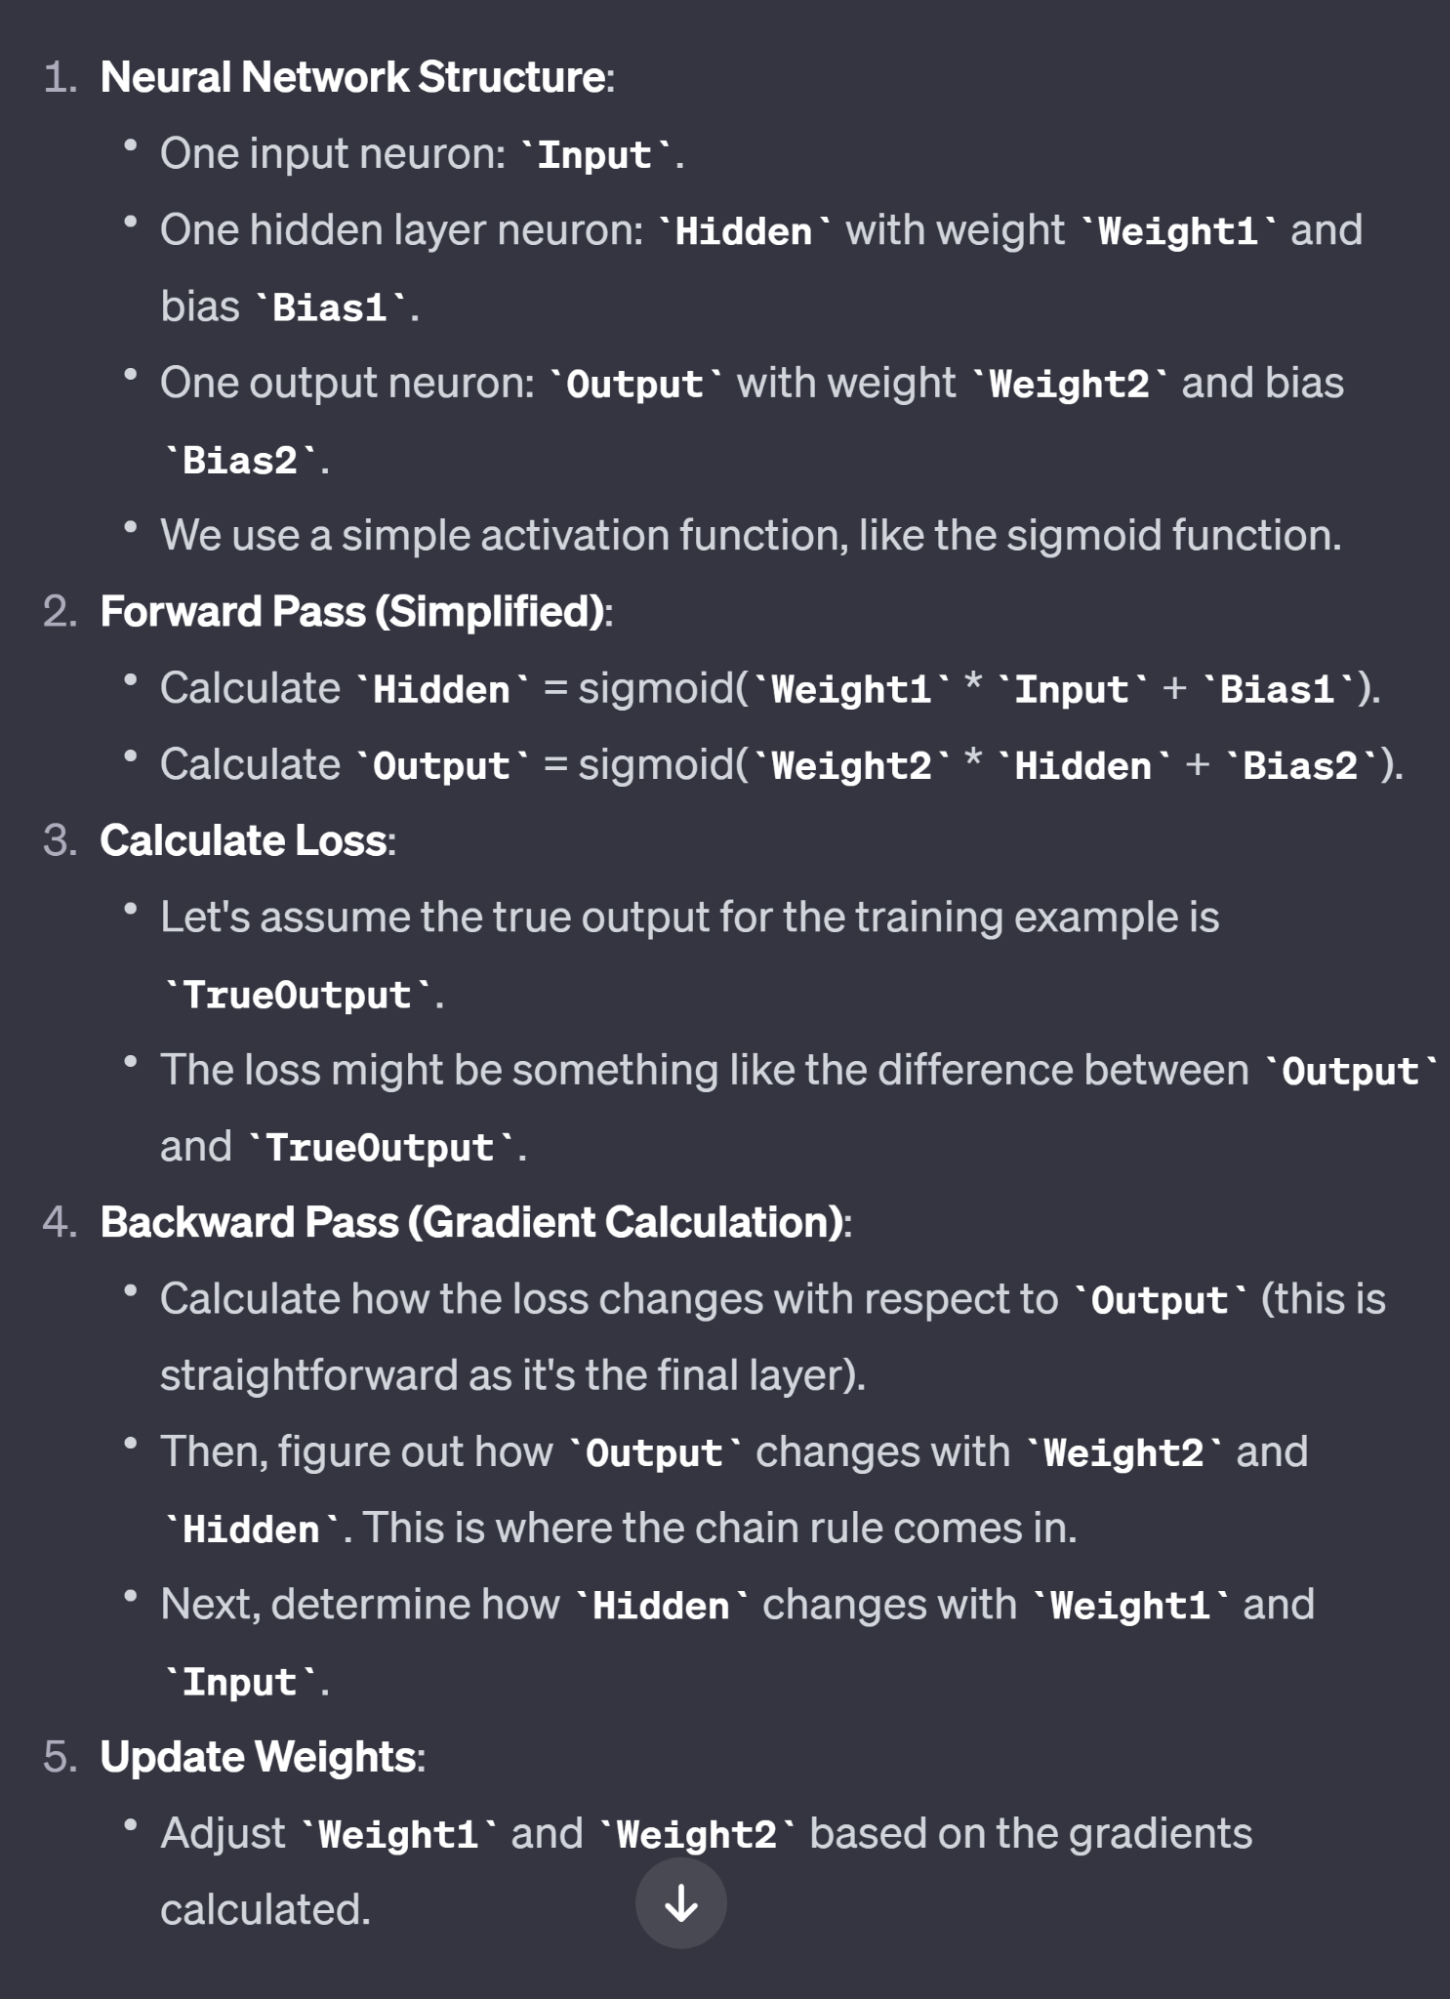 1. Neural Network Structure:
• One input neuron: `Input`.
• One hidden layer neuron: `Hidden` with weight `Weight1` and
bias `Bias1`.
• One output neuron: `Output` with weight `Weight2` and bias
`Bias2`.
• We use a simple activation function, like the sigmoid function.
2. Forward Pass (Simplified):
• Calculate `Hidden` = sigmoid(`Weight1` * `Input` + `Bias1`).
• Calculate `Output` = sigmoid(`Weight2` * `Hidden` + `Bias2`).
3. Calculate Loss:
• Let's assume the true output for the training example is
`TrueOutput`.
• The loss might be something like the difference between `Output`
and `TrueOutput`.
4. Backward Pass (Gradient Calculation):
• Calculate how the loss changes with respect to `Output` (this is
straightforward as it's the final layer).
• Then, figure out how `Output` changes with `Weight2` and
`Hidden`. This is where the chain rule comes in.
• Next, determine how `Hidden` changes with `Weight1` and
`Input`.
5. Update Weights:
• Adjust `Weight1` and `Weight2` based on the gradients
calculated.